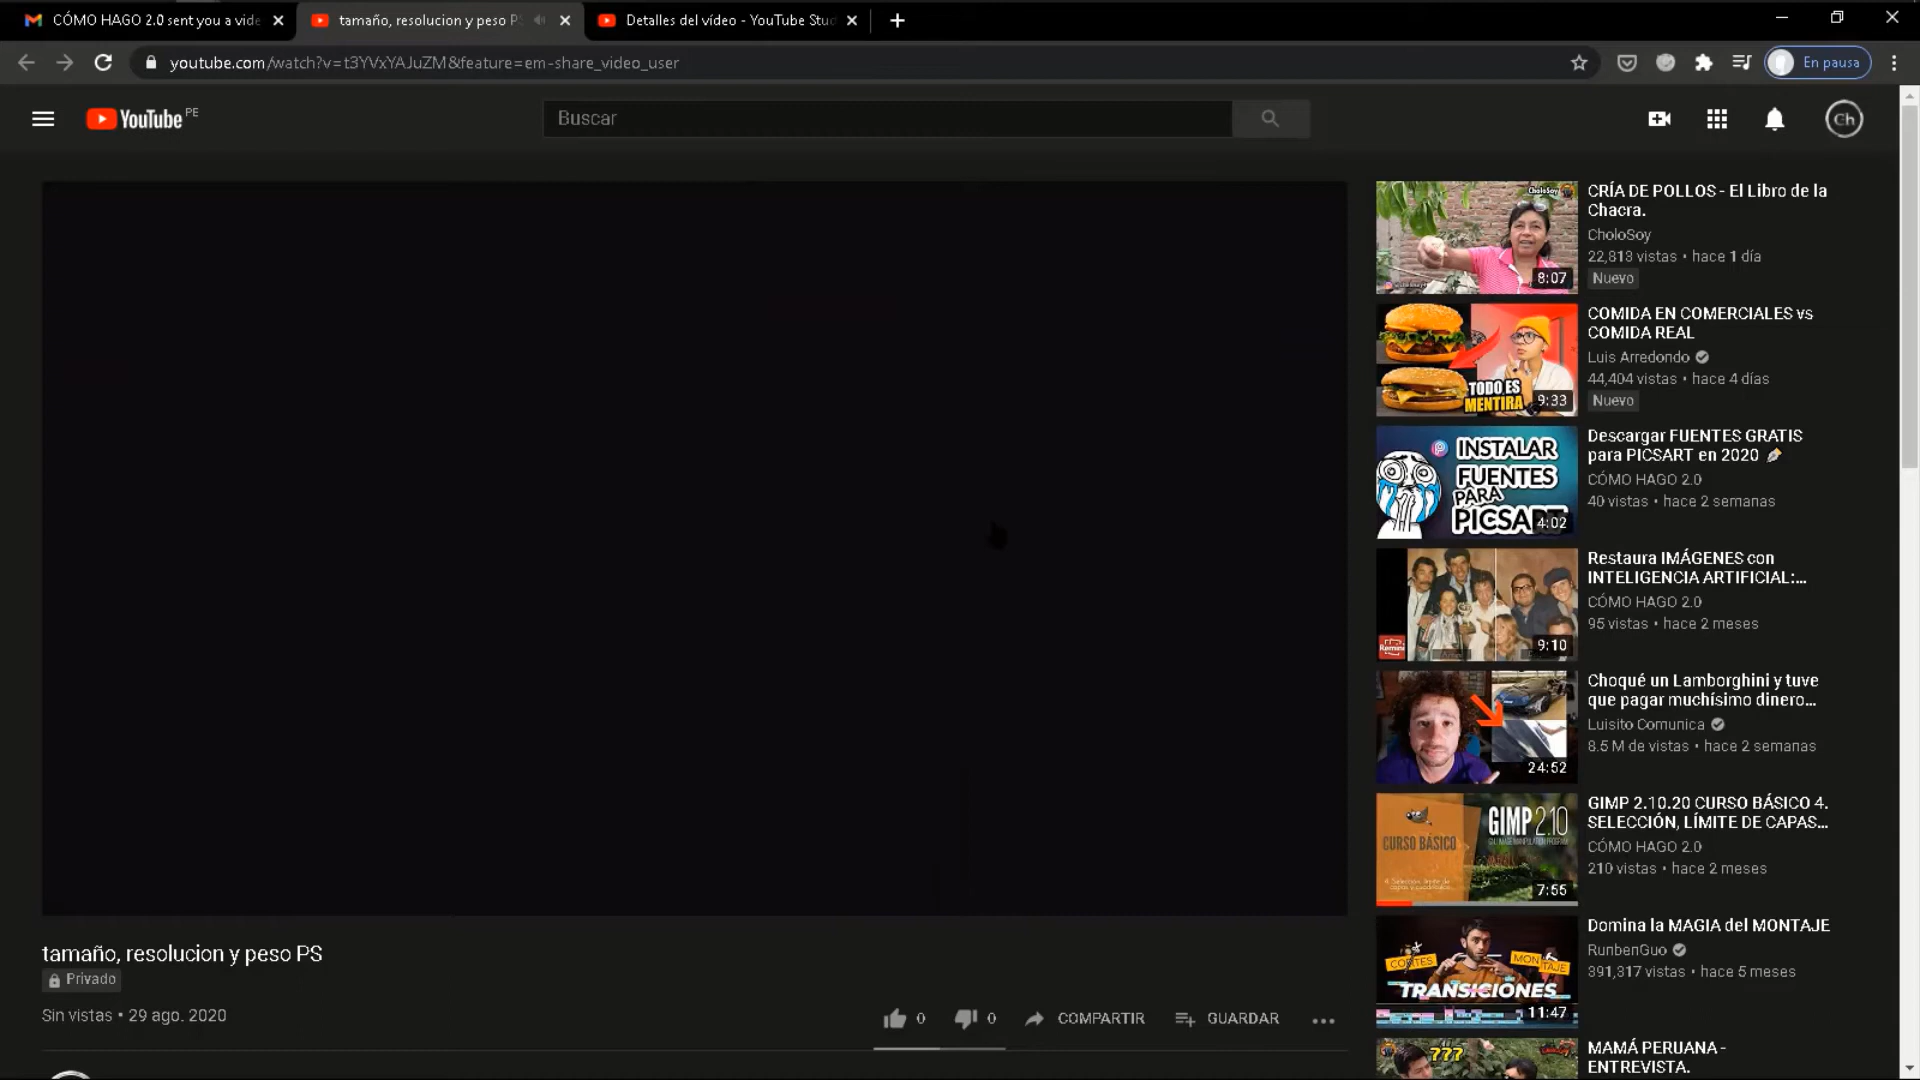 CÓMO HAGO 2.0 sent you a vide
tamaño, resolucion y peso PS
Detalles del vídeo - YouTube Stud
youtube.com/watch?v=t3YVxYAJuZM&feature=em-share_video_user
En pausa
YouTube PE
Buscar
Ch
CholoSoy
8:07
CRÍA DE POLLOS - El Libro de la
Chacra.
CholoSoy
22,813 vistas • hace 1 día
Nuevo
TODO ES
MENTIRA
9:33
COMIDA EN COMERCIALES vs
COMIDA REAL
Luis Arredondo
44,404 vistas • hace 4 días
Nuevo
INSTALAR
FUENTES
PARA
PICSART
4:02
Descargar FUENTES GRATIS
para PICSART en 2020
CÓMO HAGO 2.0
40 vistas • hace 2 semanas
Remini
9:10
Restaura IMÁGENES con
INTELIGENCIA ARTIFICIAL:...
CÓMO HAGO 2.0
95 vistas • hace 2 meses
24:52
Choqué un Lamborghini y tuve
que pagar muchísimo dinero...
Luisito Comunica
8.5 M de vistas • hace 2 semanas
CURSO BÁSICO
GIMP 2.10
7:55
GIMP 2.10.20 CURSO BÁSICO 4.
SELECCIÓN, LÍMITE DE CAPAS...
CÓMO HAGO 2.0
210 vistas • hace 2 meses
CORTES
MONTAJE
TRANSICIONES
11:47
Domina la MAGIA del MONTAJE
RunbenGuo
391,317 vistas • hace 5 meses
???
MAMÁ PERUANA -
ENTREVISTA.
tamaño, resolucion y peso PS
Privado
Sin vistas • 29 ago. 2020
0
0
COMPARTIR
GUARDAR